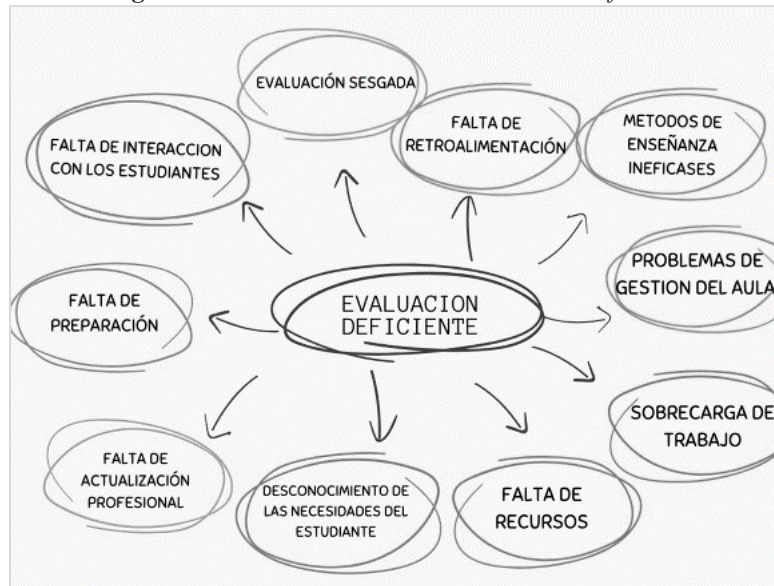 EVALUACIÓN SESGADA
FALTA DE INTERACCION
CON LOS ESTUDIANTES
FALTA DE
RETROALIMENTACIÓN
METODOS DE
ENSEÑANZA
INEFICASES
PROBLEMAS DE
GESTION DEL AULA
FALTA DE
PREPARACIÓN
EVALUACION
DEFICIENTE
SOBRECARGA DE
TRABAJO
FALTA DE
ACTUALIZACIÓN
PROFESIONAL
DESCONOCIMIENTO DE
LAS NECESIDADES DEL
ESTUDIANTE
FALTA DE
RECURSOS